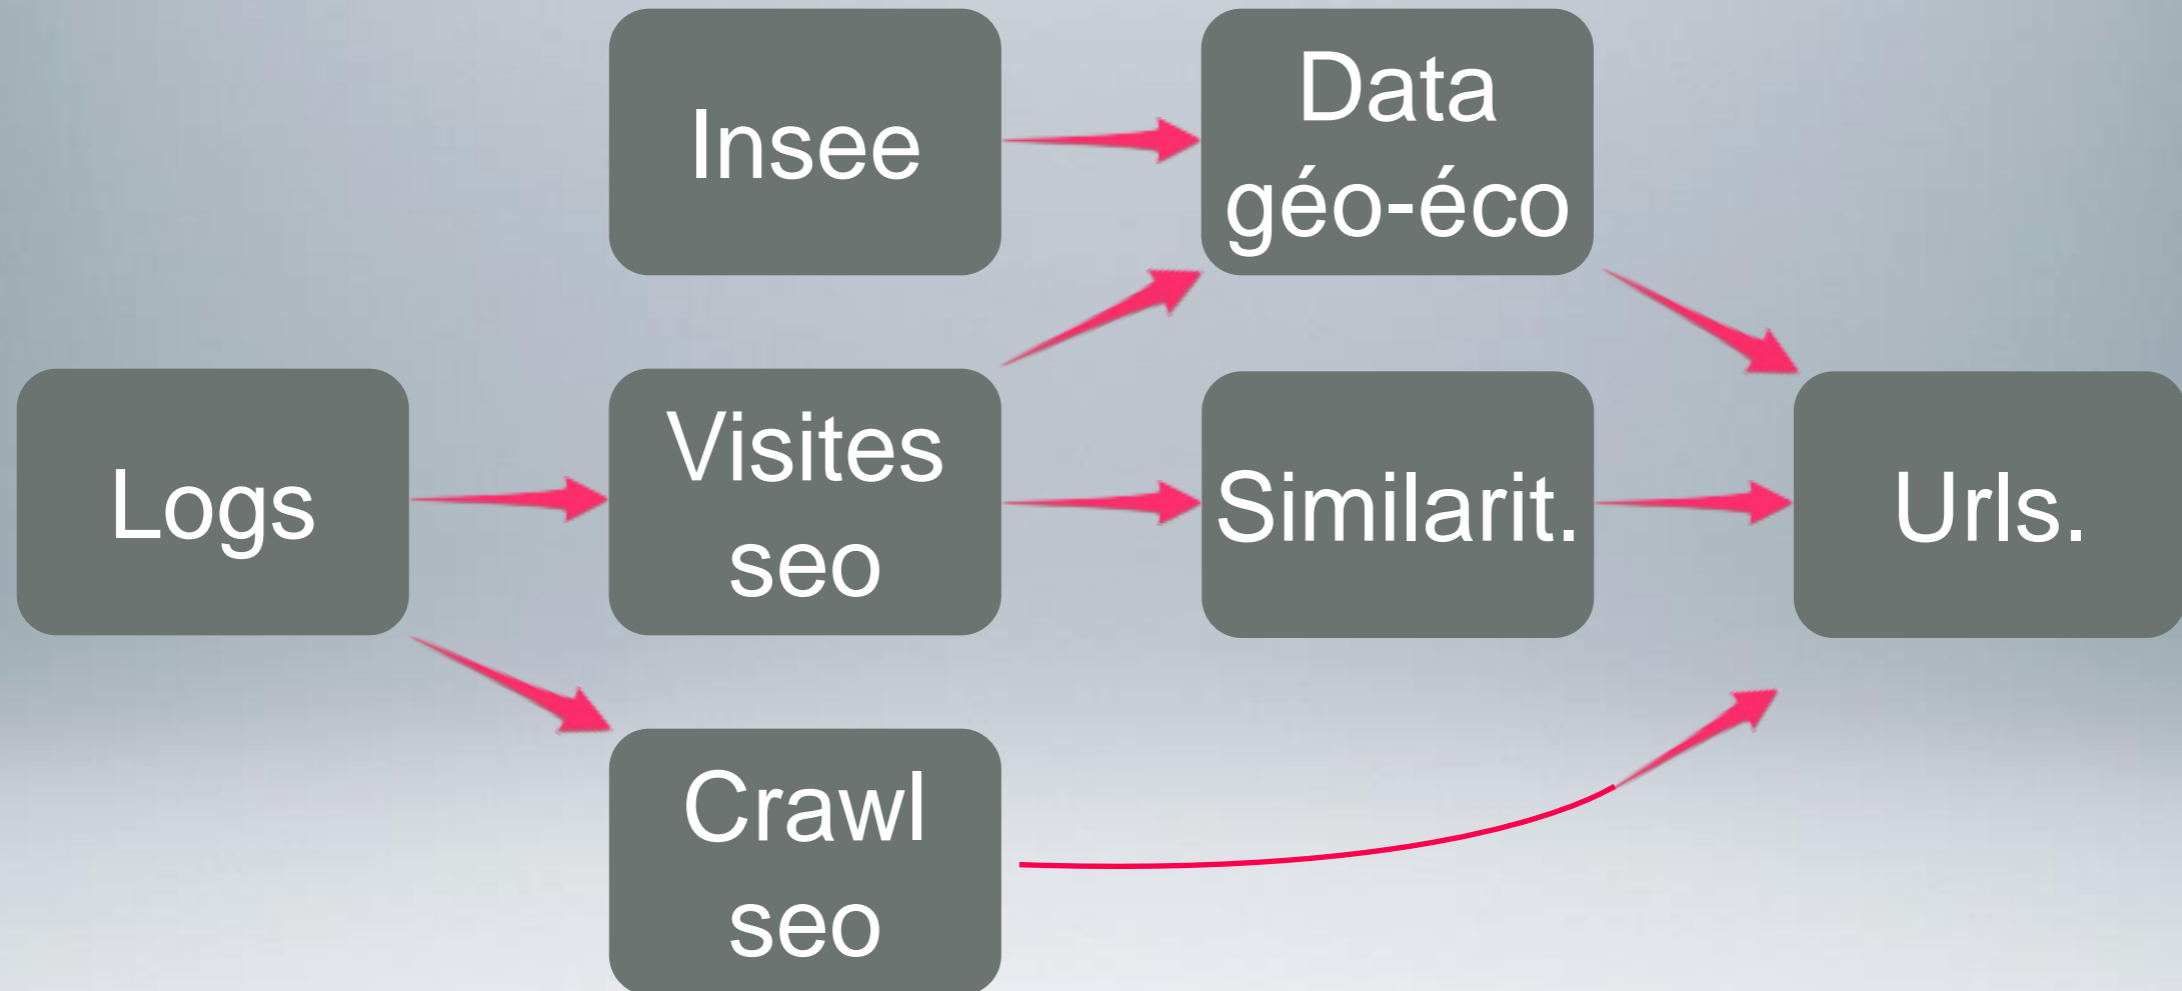 Insee
Data
géo-éco
Logs
Visites
seo
Similarit.
Urls.
Crawl
seo